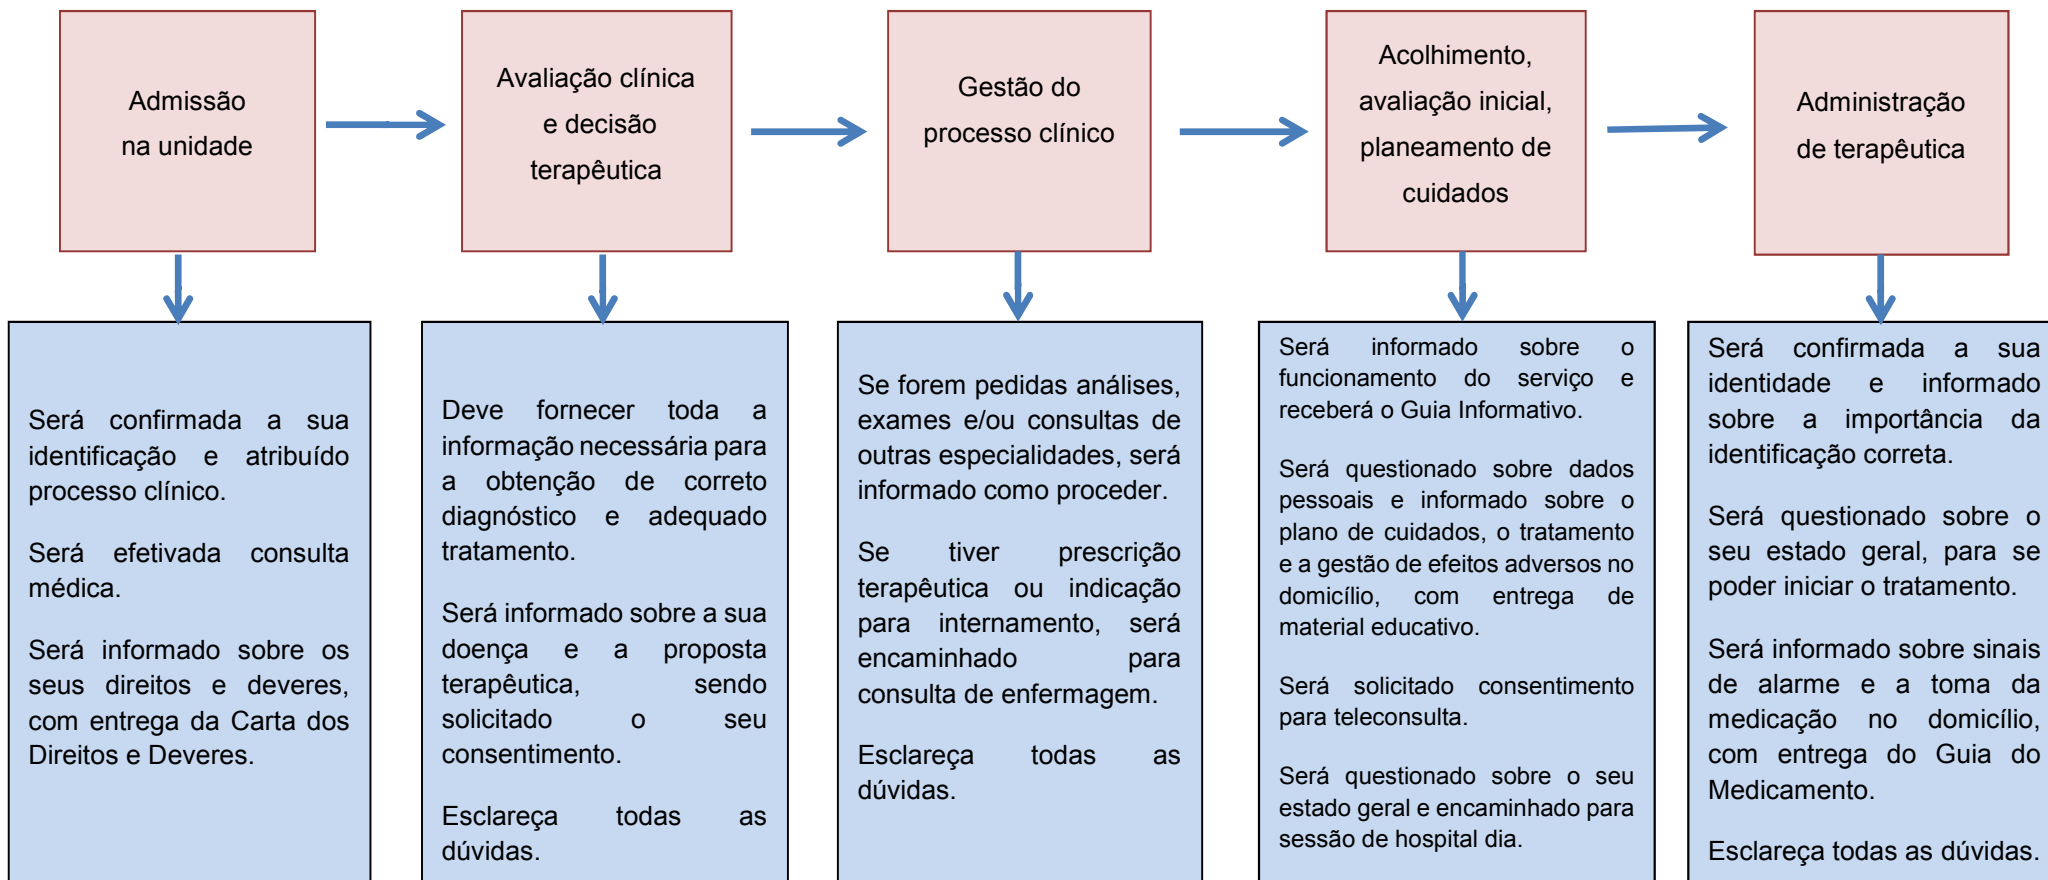 Admissão
na unidade
Avaliação clínica
e decisão
terapêutica
Gestão do
processo clínico
Acolhimento,
avaliação inicial,
planeamento de
cuidados
Administração
de terapêutica
Será confirmada a sua
identificação e atribuído
processo clínico.
Será efetivada consulta
médica.
Será informado sobre os
seus direitos e deveres,
com entrega da Carta dos
Direitos e Deveres.
Deve fornecer toda a
informação necessária para
a obtenção de correto
diagnóstico e adequado
tratamento.
Será informado sobre a sua
doença e a proposta
terapêutica, sendo
solicitado o seu
consentimento.
Esclareça todas as
dúvidas.
Se forem pedidas análises,
exames e/ou consultas de
outras especialidades, será
informado como proceder.
Se tiver prescrição
terapêutica ou indicação
para internamento, será
encaminhado para
consulta de enfermagem.
Esclareça todas as
dúvidas.
Será informado sobre o
funcionamento do serviço e
receberá o Guia Informativo.
Será questionado sobre dados
pessoais e informado sobre o
plano de cuidados, o tratamento
e a gestão de efeitos adversos no
domicílio, com entrega de
material educativo.
Será solicitado consentimento
para teleconsulta.
Será questionado sobre o seu
estado geral e encaminhado para
sessão de hospital dia.
Será confirmada a sua
identidade e informado
sobre a importância da
identificação correta.
Será questionado sobre o
seu estado geral, para se
poder iniciar o tratamento.
Será informado sobre sinais
de alarme e a toma da
medicação no domicílio,
com entrega do Guia do
Medicamento.
Esclareça todas as dúvidas.